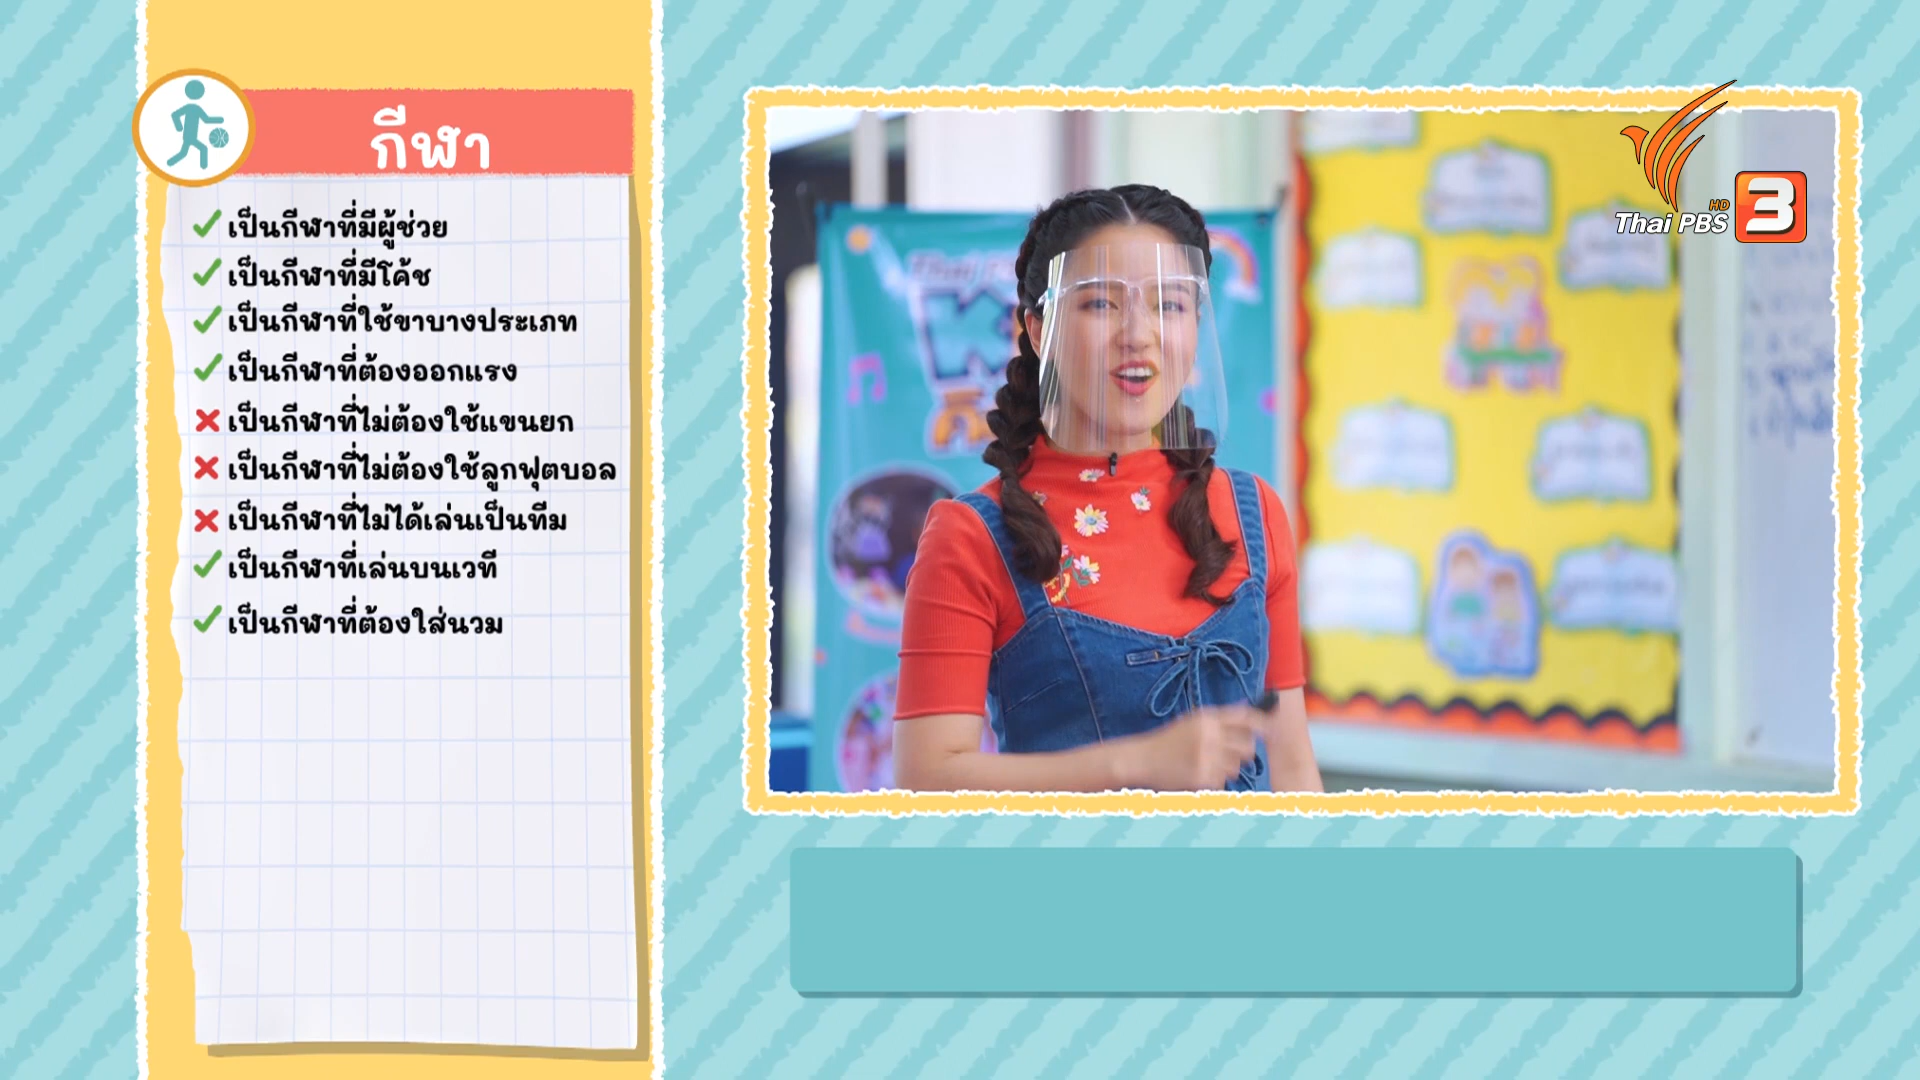 กีฬา
เป็นกีฬาที่มีผู้ช่วย
เป็นกีฬาที่มีโค้ช
เป็นกีฬาที่ใช้ขาบางประเภท
เป็นกีฬาที่ต้องออกแรง
เป็นกีฬาที่ไม่ต้องใช้แขนยก
เป็นกีฬาที่ไม่ต้องใช้ลูกฟุตบอล
เป็นกีฬาที่ไม่ได้เล่นเป็นทีม
เป็นกีฬาที่เล่นบนเวที
เป็นกีฬาที่ต้องใส่นวม
HD
Thai PBS 3